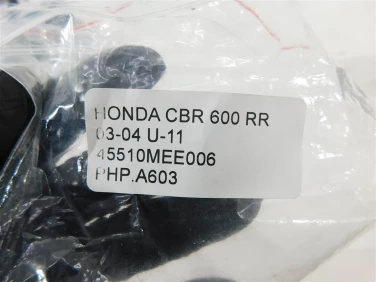 HONDA CBR 600 RR
03-04 U-11
45510MEE006
PHP.A603